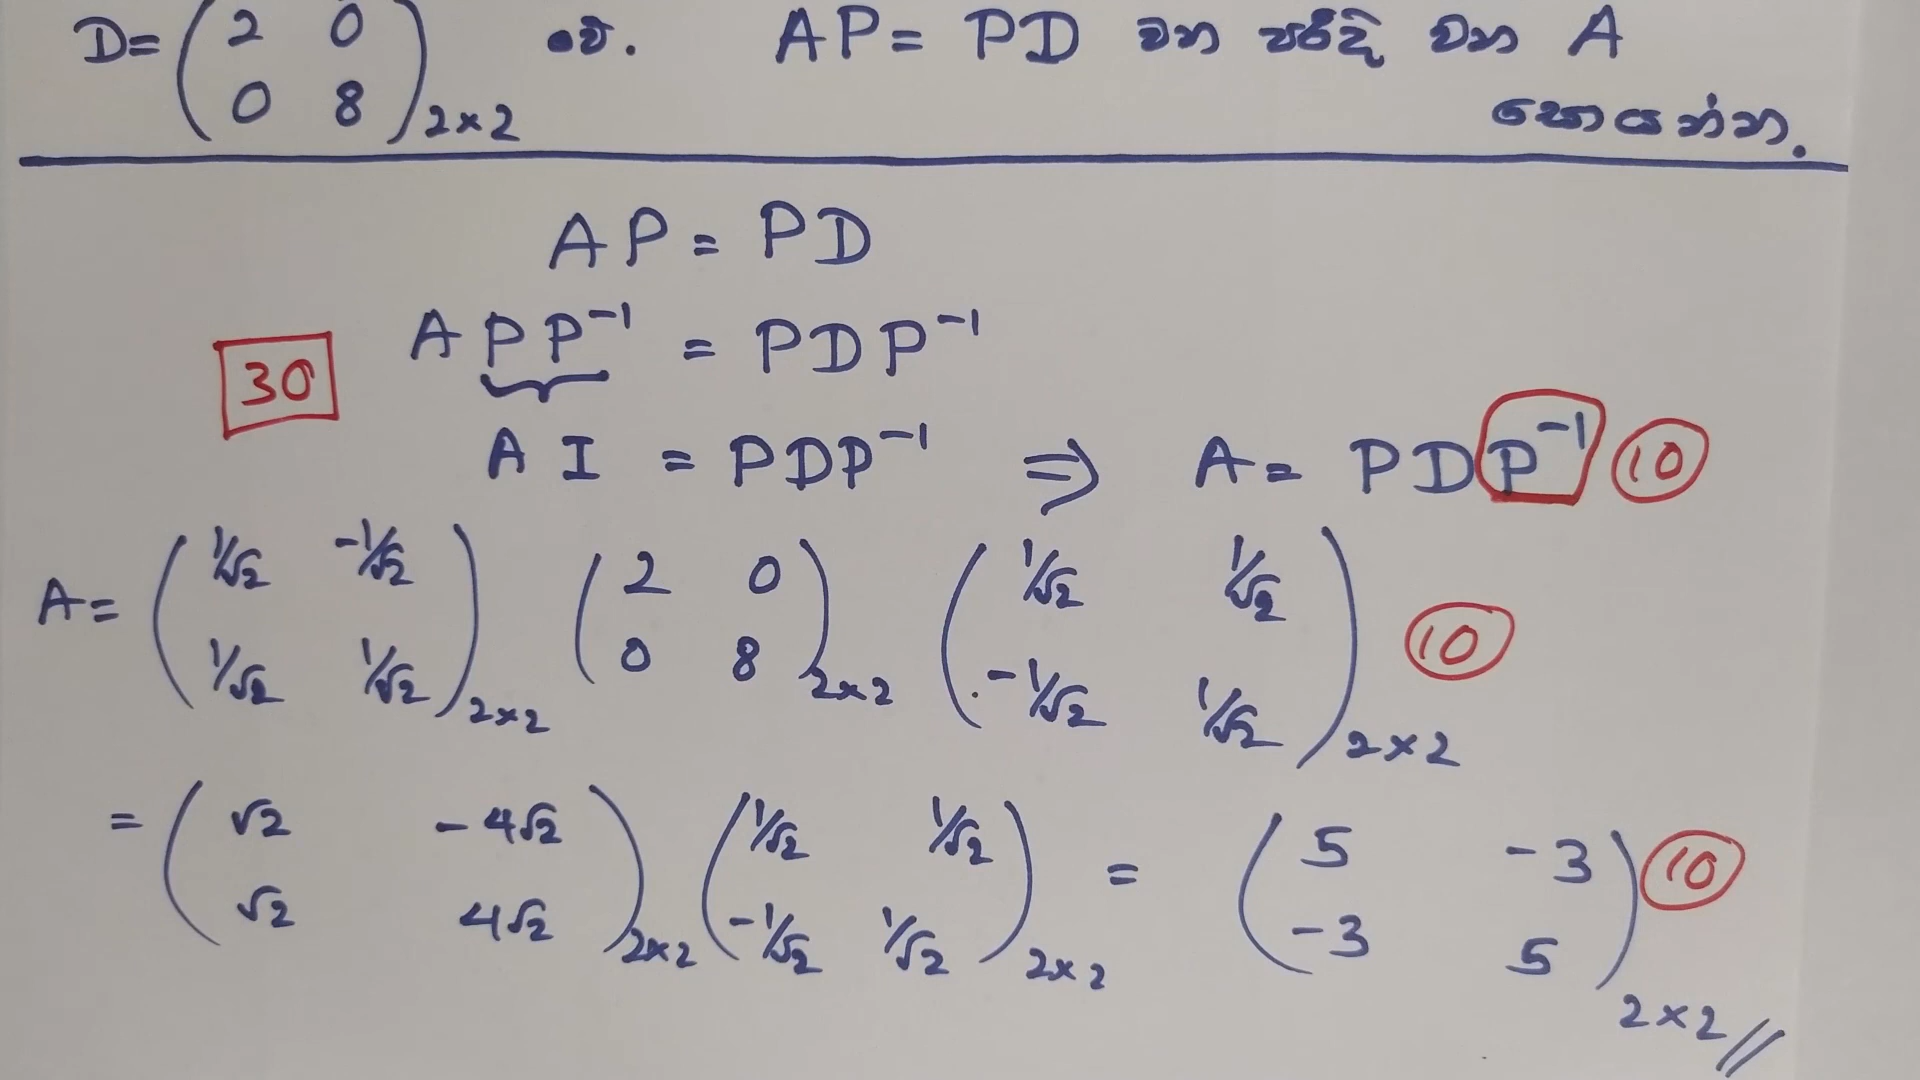 D= (2 0
0 8)2×2 වේ. AP = PD වන පරිදි වන A
සොයන්න.
AP = PD
30 A P P⁻¹ = PDP⁻¹
A I = PDP⁻¹ ⇒ A = PDP⁻¹ 10
A = (1/√2 -1/√2
1/√2 1/√2)2×2 (2 0
0 8)2×2 (1/√2 1/√2
-1/√2 1/√2)2×2 10
= (√2 -4√2
√2 4√2)2×2 (1/√2 1/√2
-1/√2 1/√2)2×2 = (5 -3
-3 5)2×2 // 10